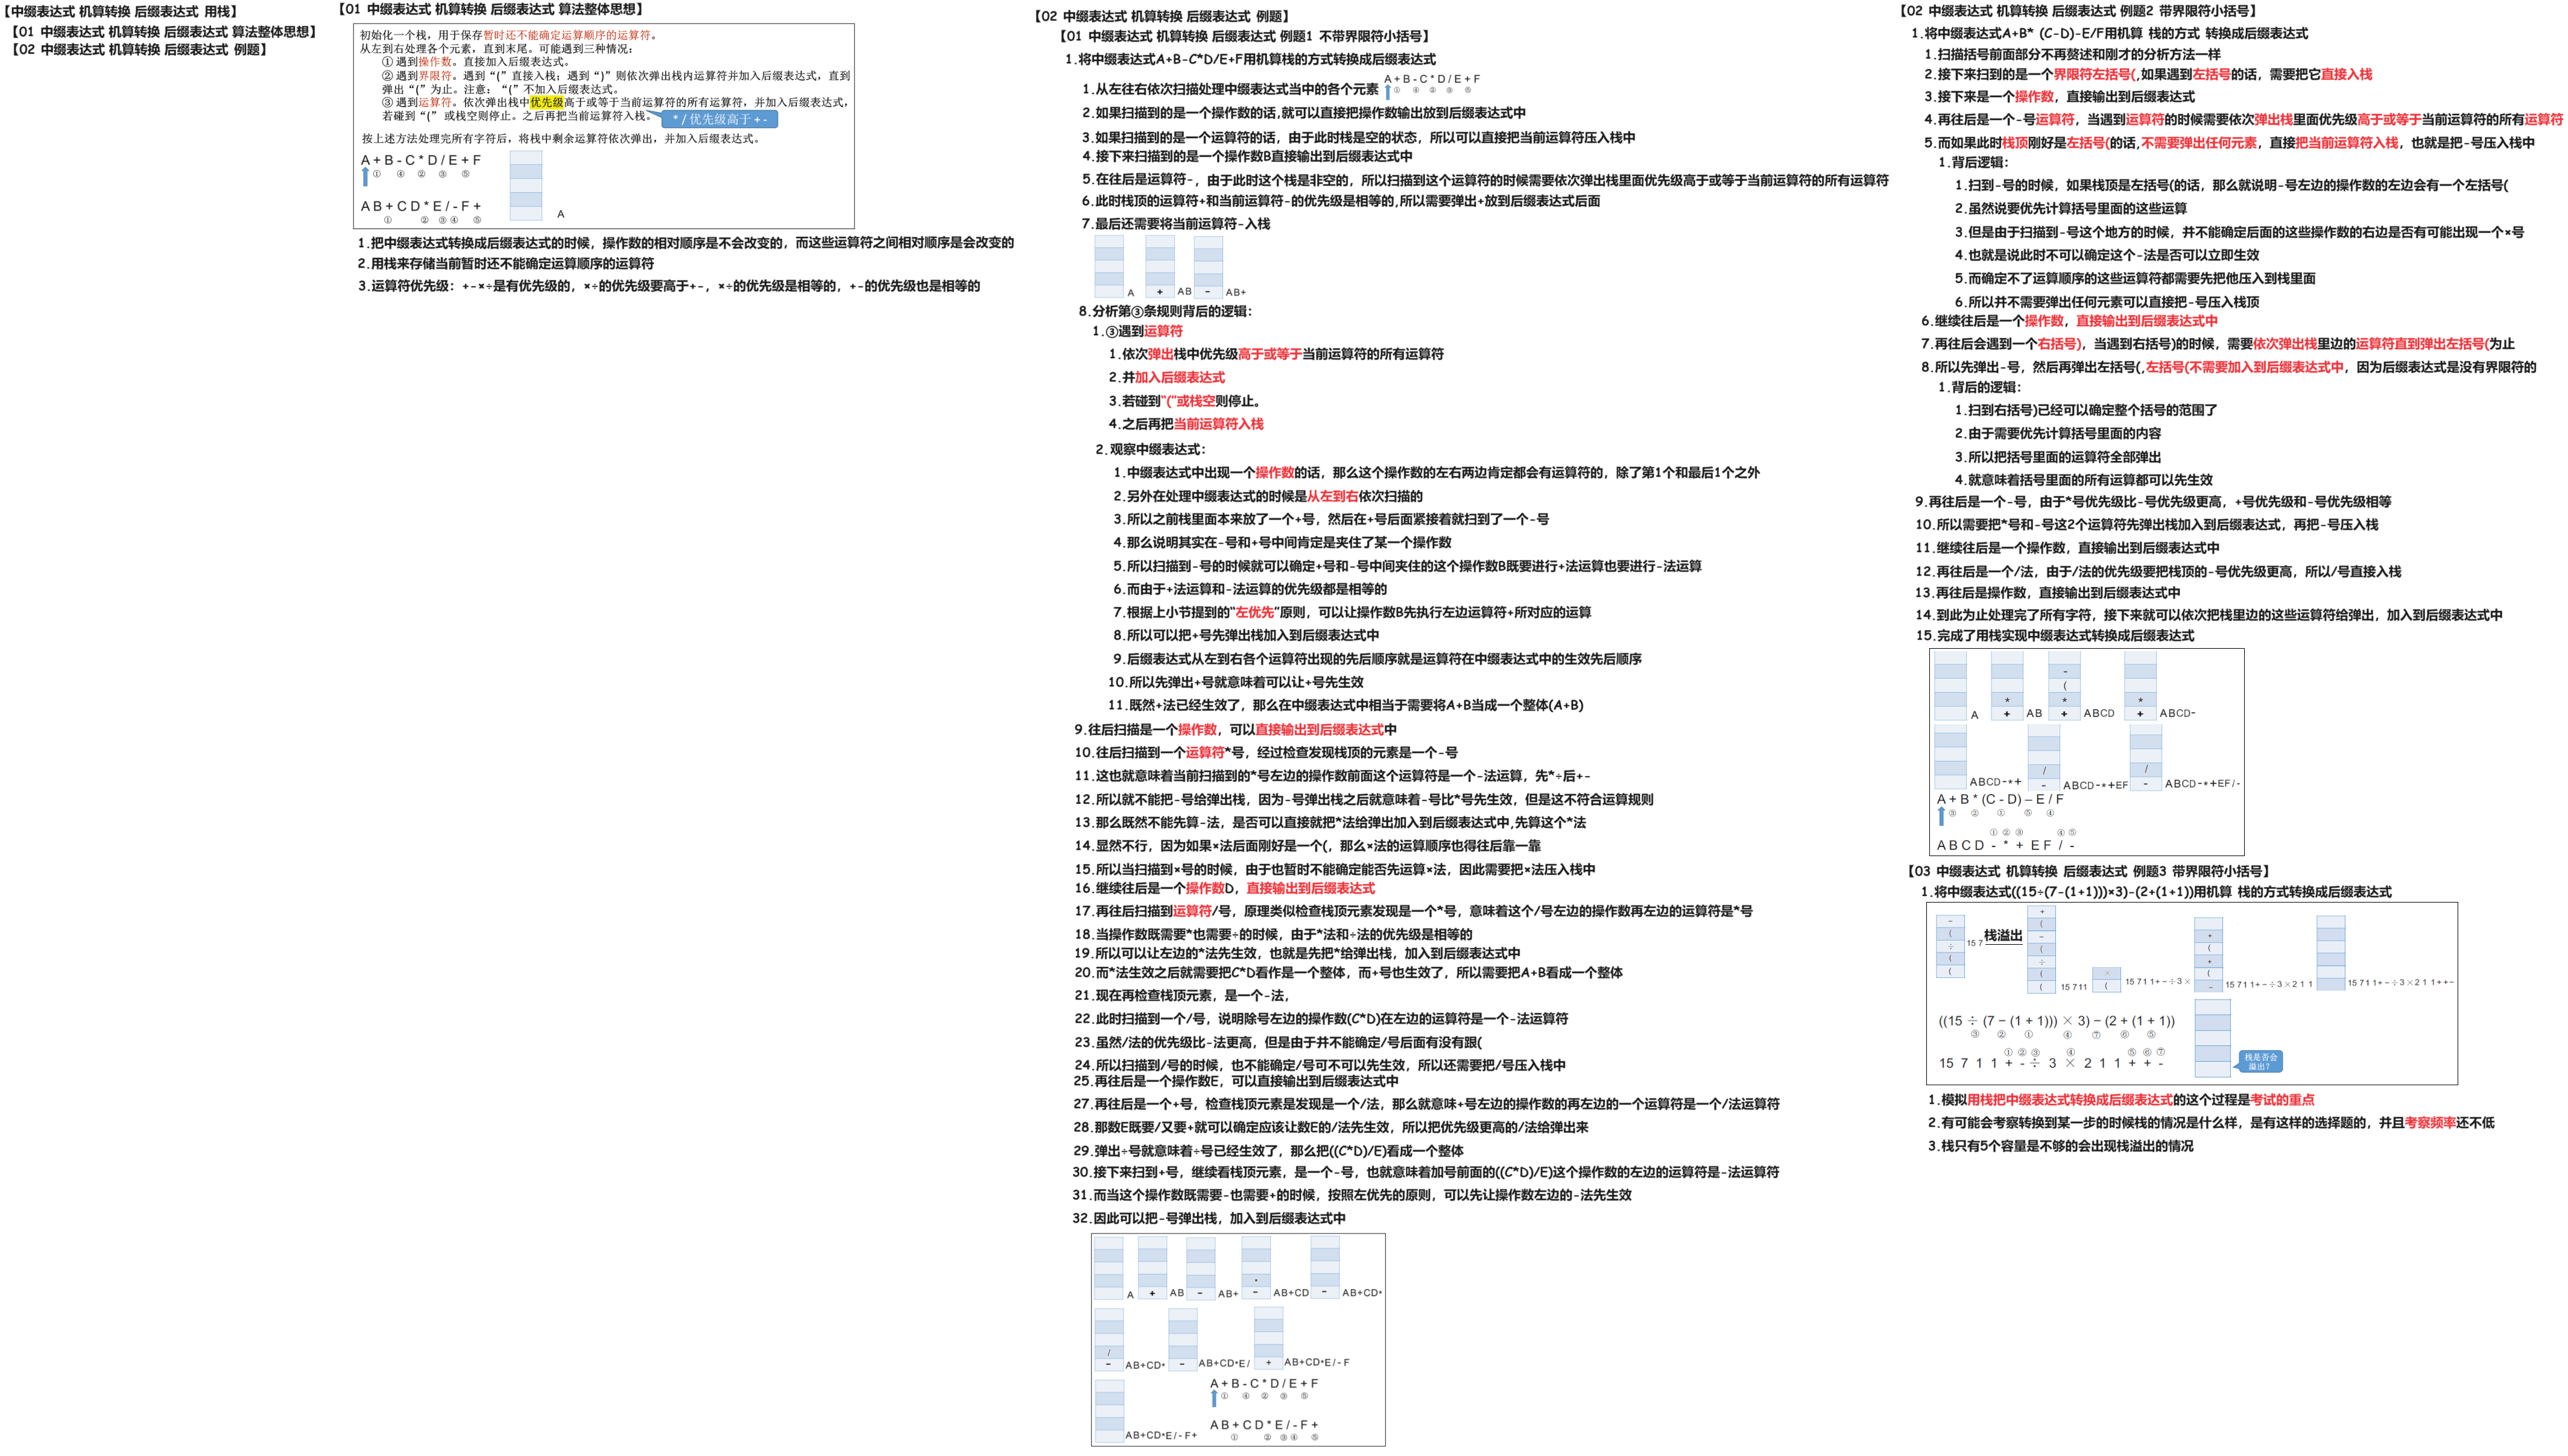 【中缀表达式 机算转换 后缀表达式 用栈】
【01 中缀表达式 机算转换 后缀表达式 算法整体思想】
【02 中缀表达式 机算转换 后缀表达式 例题】
【01 中缀表达式 机算转换 后缀表达式 算法整体思想】
初始化一个栈，用于保存暂时还不能确定运算顺序的运算符。
从左到右处理各个元素，直到末尾。可能遇到三种情况：
① 遇到操作数。直接加入后缀表达式。
② 遇到界限符。遇到“(”直接入栈；遇到“)”则依次弹出栈内运算符并加入后缀表达式，直到
弹出“(”为止。注意：“(”不加入后缀表达式。
③ 遇到运算符。依次弹出栈中优先级高于或等于当前运算符的所有运算符，并加入后缀表达式，
若碰到“(” 或栈空则停止。之后再把当前运算符入栈。
* / 优先级高于 + -
按上述方法处理完所有字符后，将栈中剩余运算符依次弹出，并加入后缀表达式。
A + B - C * D / E + F
① ④ ② ③ ⑤
A B + C D * E / - F +
① ② ③ ④ ⑤
A
1.把中缀表达式转换成后缀表达式的时候，操作数的相对顺序是不会改变的，而这些运算符之间相对顺序是会改变的
2.用栈来存储当前暂时还不能确定运算顺序的运算符
3.运算符优先级：+-×÷是有优先级的，×÷的优先级要高于+-，×÷的优先级是相等的，+-的优先级也是相等的
【02 中缀表达式 机算转换 后缀表达式 例题】
【01 中缀表达式 机算转换 后缀表达式 例题1 不带界限符小括号】
1.将中缀表达式A+B-C*D/E+F用机算栈的方式转换成后缀表达式
1.从左往右依次扫描处理中缀表达式当中的各个元素
A + B - C * D / E + F
① ④ ② ③ ⑤
2.如果扫描到的是一个操作数的话,就可以直接把操作数输出放到后缀表达式中
3.如果扫描到的是一个运算符的话，由于此时栈是空的状态，所以可以直接把当前运算符压入栈中
4.接下来扫描到的是一个操作数B直接输出到后缀表达式中
5.在往后是运算符-，由于此时这个栈是非空的，所以扫描到这个运算符的时候需要依次弹出栈里面优先级高于或等于当前运算符的所有运算符
6.此时栈顶的运算符+和当前运算符-的优先级是相等的,所以需要弹出+放到后缀表达式后面
7.最后还需要将当前运算符-入栈
A + AB - AB+
8.分析第③条规则背后的逻辑：
1.③遇到运算符
1.依次弹出栈中优先级高于或等于当前运算符的所有运算符
2.并加入后缀表达式
3.若碰到“(”或栈空则停止。
4.之后再把当前运算符入栈
2.观察中缀表达式：
1.中缀表达式中出现一个操作数的话，那么这个操作数的左右两边肯定都会有运算符的，除了第1个和最后1个之外
2.另外在处理中缀表达式的时候是从左到右依次扫描的
3.所以之前栈里面本来放了一个+号，然后在+号后面紧接着就扫到了一个-号
4.那么说明其实在-号和+号中间肯定是夹住了某一个操作数
5.所以扫描到-号的时候就可以确定+号和-号中间夹住的这个操作数B既要进行+法运算也要进行-法运算
6.而由于+法运算和-法运算的优先级都是相等的
7.根据上小节提到的“左优先”原则，可以让操作数B先执行左边运算符+所对应的运算
8.所以可以把+号先弹出栈加入到后缀表达式中
9.后缀表达式从左到右各个运算符出现的先后顺序就是运算符在中缀表达式中的生效先后顺序
10.所以先弹出+号就意味着可以让+号先生效
11.既然+法已经生效了，那么在中缀表达式中相当于需要将A+B当成一个整体(A+B)
9.往后扫描是一个操作数，可以直接输出到后缀表达式中
10.往后扫描到一个运算符*号，经过检查发现栈顶的元素是一个-号
11.这也就意味着当前扫描到的*号左边的操作数前面这个运算符是一个-法运算，先*÷后+-
12.所以就不能把-号给弹出栈，因为-号弹出栈之后就意味着-号比*号先生效，但是这不符合运算规则
13.那么既然不能先算-法，是否可以直接就把*法给弹出加入到后缀表达式中,先算这个*法
14.显然不行，因为如果×法后面刚好是一个(，那么×法的运算顺序也得往后靠一靠
15.所以当扫描到×号的时候，由于也暂时不能确定能否先运算×法，因此需要把×法压入栈中
16.继续往后是一个操作数D，直接输出到后缀表达式
17.再往后扫描到运算符/号，原理类似检查栈顶元素发现是一个*号，意味着这个/号左边的操作数再左边的运算符是*号
18.当操作数既需要*也需要÷的时候，由于*法和÷法的优先级是相等的
19.所以可以让左边的*法先生效，也就是先把*给弹出栈，加入到后缀表达式中
20.而*法生效之后就需要把C*D看作是一个整体，而+号也生效了，所以需要把A+B看成一个整体
21.现在再检查栈顶元素，是一个-法，
22.此时扫描到一个/号，说明除号左边的操作数(C*D)在左边的运算符是一个-法运算符
23.虽然/法的优先级比-法更高，但是由于并不能确定/号后面有没有跟(
24.所以扫描到/号的时候，也不能确定/号可不可以先生效，所以还需要把/号压入栈中
25.再往后是一个操作数E，可以直接输出到后缀表达式中
27.再往后是一个+号，检查栈顶元素是发现是一个/法，那么就意味+号左边的操作数的再左边的一个运算符是一个/法运算符
28.那数E既要/又要+就可以确定应该让数E的/法先生效，所以把优先级更高的/法给弹出来
29.弹出÷号就意味着÷号已经生效了，那么把((C*D)/E)看成一个整体
30.接下来扫到+号，继续看栈顶元素，是一个-号，也就意味着加号前面的((C*D)/E)这个操作数的左边的运算符是-法运算符
31.而当这个操作数既需要-也需要+的时候，按照左优先的原则，可以先让操作数左边的-法先生效
32.因此可以把-号弹出栈，加入到后缀表达式中
A + AB - AB+ * - AB+CD - AB+CD*
/ - AB+CD* - AB+CD*E/ + AB+CD*E/-F
AB+CD*E/-F+
A + B - C * D / E + F
① ④ ② ③ ⑤
A B + C D * E / - F +
① ② ③ ④ ⑤
【02 中缀表达式 机算转换 后缀表达式 例题2 带界限符小括号】
1.将中缀表达式A+B* (C-D)-E/F用机算 栈的方式 转换成后缀表达式
1.扫描括号前面部分不再赘述和刚才的分析方法一样
2.接下来扫到的是一个界限符左括号(,如果遇到左括号的话，需要把它直接入栈
3.接下来是一个操作数，直接输出到后缀表达式
4.再往后是一个-号运算符，当遇到运算符的时候需要依次弹出栈里面优先级高于或等于当前运算符的所有运算符
5.而如果此时栈顶刚好是左括号(的话,不需要弹出任何元素，直接把当前运算符入栈，也就是把-号压入栈中
1.背后逻辑：
1.扫到-号的时候，如果栈顶是左括号(的话，那么就说明-号左边的操作数的左边会有一个左括号(
2.虽然说要优先计算括号里面的这些运算
3.但是由于扫描到-号这个地方的时候，并不能确定后面的这些操作数的右边是否有可能出现一个×号
4.也就是说此时不可以确定这个-法是否可以立即生效
5.而确定不了运算顺序的这些运算符都需要先把他压入到栈里面
6.所以并不需要弹出任何元素可以直接把-号压入栈顶
6.继续往后是一个操作数，直接输出到后缀表达式中
7.再往后会遇到一个右括号)，当遇到右括号)的时候，需要依次弹出栈里边的运算符直到弹出左括号(为止
8.所以先弹出-号，然后再弹出左括号(,左括号(不需要加入到后缀表达式中，因为后缀表达式是没有界限符的
1.背后的逻辑：
1.扫到右括号)已经可以确定整个括号的范围了
2.由于需要优先计算括号里面的内容
3.所以把括号里面的运算符全部弹出
4.就意味着括号里面的所有运算都可以先生效
9.再往后是一个-号，由于*号优先级比-号优先级更高，+号优先级和-号优先级相等
10.所以需要把*号和-号这2个运算符先弹出栈加入到后缀表达式，再把-号压入栈
11.继续往后是一个操作数，直接输出到后缀表达式中
12.再往后是一个/法，由于/法的优先级要把栈顶的-号优先级更高，所以/号直接入栈
13.再往后是操作数，直接输出到后缀表达式中
14.到此为止处理完了所有字符，接下来就可以依次把栈里边的这些运算符给弹出，加入到后缀表达式中
15.完成了用栈实现中缀表达式转换成后缀表达式
A * + AB - ( * + ABCD * + ABCD-
ABCD-*+ / - ABCD-*+EF / - ABCD-*+EF/-
A + B * (C - D) – E / F
③ ② ① ⑤ ④
① ② ③ ④ ⑤
A B C D - * + E F / -
【03 中缀表达式 机算转换 后缀表达式 例题3 带界限符小括号】
1.将中缀表达式((15÷(7-(1+1)))×3)-(2+(1+1))用机算 栈的方式转换成后缀表达式
− ( ÷ ( ( 15 7 栈溢出 + ( − ( ÷ ( ( 15 7 1 1 × ( 15 7 1 1 + − ÷ 3 × + ( + ( − 15 7 1 1 + − ÷ 3 × 2 1 1 15 7 1 1 + − ÷ 3 × 2 1 1 + + −
((15 ÷ (7 − (1 + 1))) × 3) − (2 + (1 + 1))
③ ② ① ④ ⑦ ⑥ ⑤
① ② ③ ④ ⑤ ⑥ ⑦
15 7 1 1 + - ÷ 3 × 2 1 1 + + -
栈是否会
溢出？
1.模拟用栈把中缀表达式转换成后缀表达式的这个过程是考试的重点
2.有可能会考察转换到某一步的时候栈的情况是什么样，是有这样的选择题的，并且考察频率还不低
3.栈只有5个容量是不够的会出现栈溢出的情况